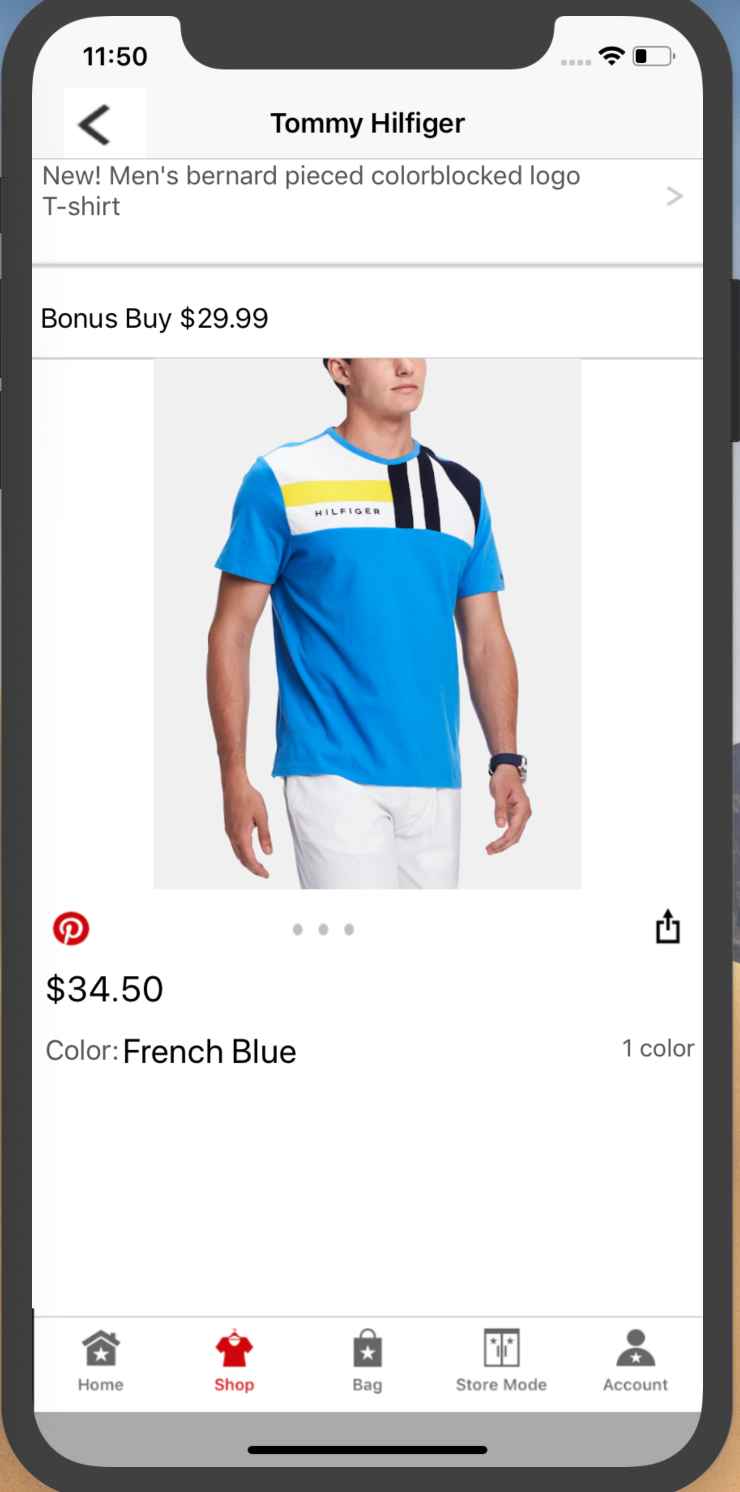 11:50
Tommy Hilfiger
New! Men's bernard pieced colorblocked logo
T-shirt
Bonus Buy $29.99
HILFIGER
$34.50
Color: French Blue
1 color
Home
Shop
Bag
Store Mode
Account